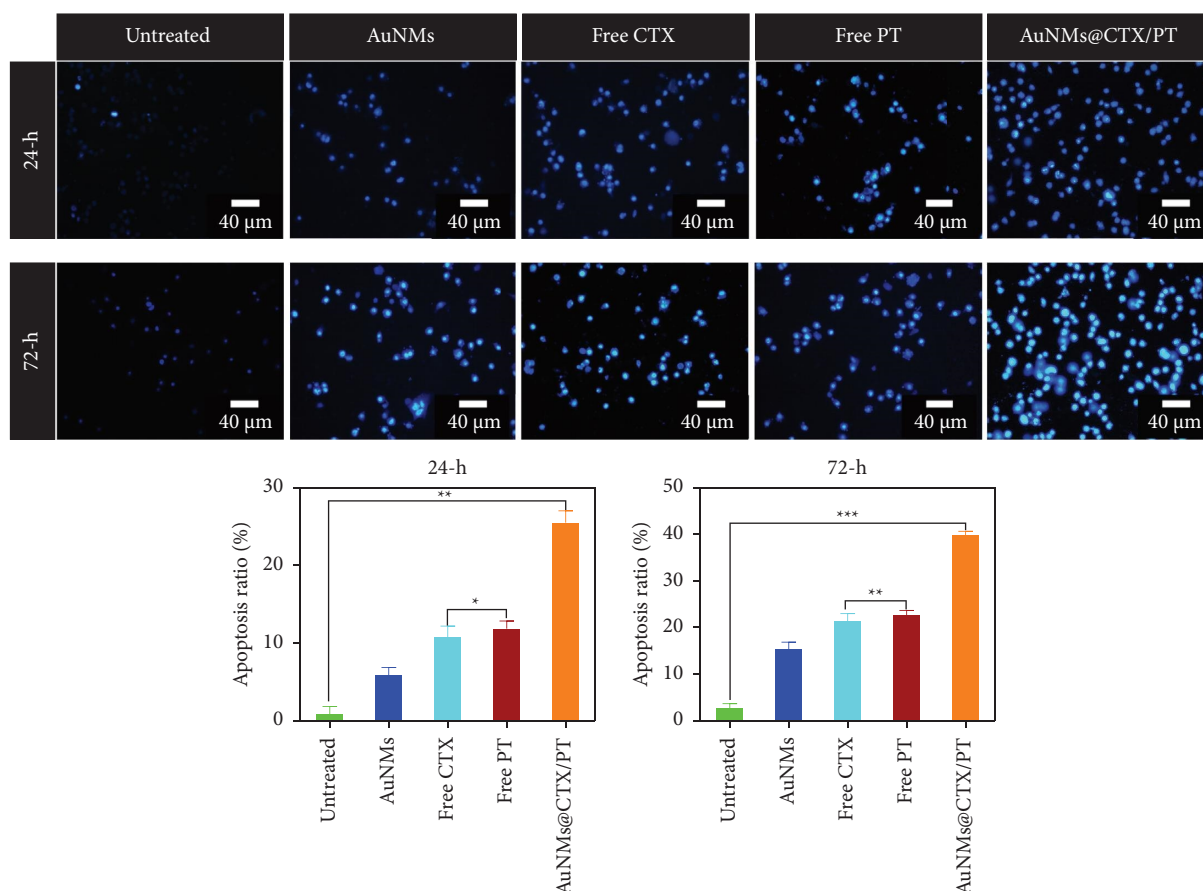 Untreated
AuNMs
Free CTX
Free PT
AuNMs@CTX/PT
24-h
40 µm
40 µm
40 µm
40 µm
40 µm
72-h
40 µm
40 µm
40 µm
40 µm
40 µm
24-h
Apoptosis ratio (%)
30
20
10
0
**
*
Untreated
AuNMs
Free CTX
Free PT
AuNMs@CTX/PT
72-h
Apoptosis ratio (%)
50
40
30
20
10
0
***
**
Untreated
AuNMs
Free CTX
Free PT
AuNMs@CTX/PT